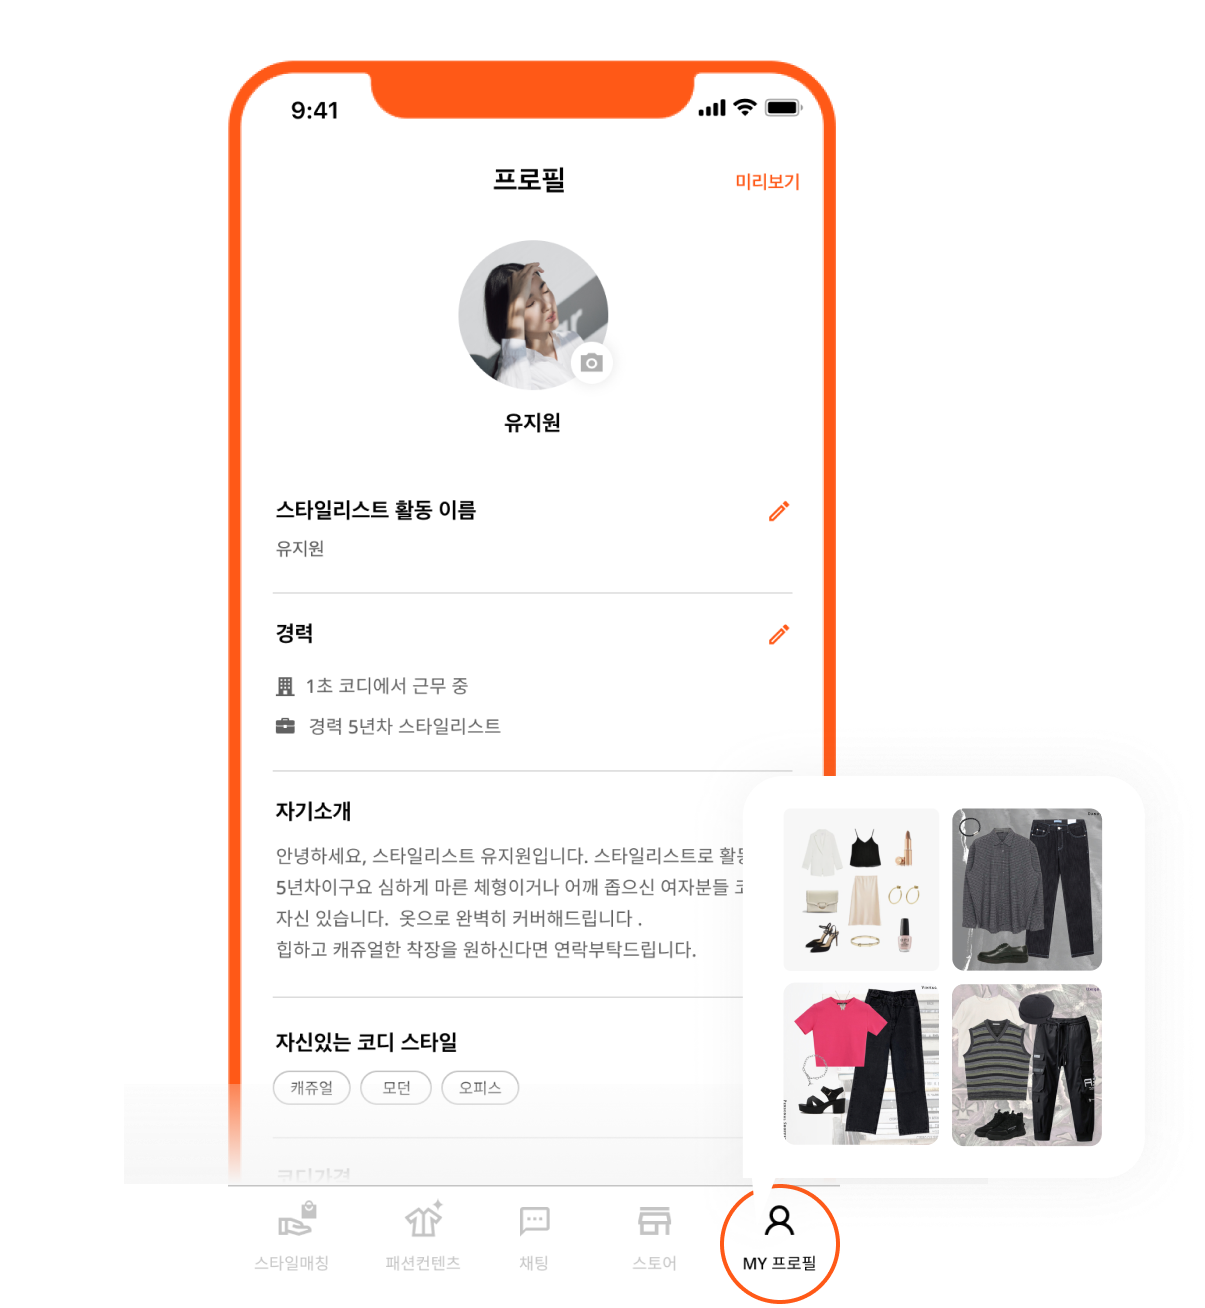 9:41
프로필
미리보기
유지원
스타일리스트 활동 이름
유지원
경력
1초 코디에서 근무 중
경력 5년차 스타일리스트
자기소개
안녕하세요, 스타일리스트 유지원입니다. 스타일리스트로
5년차이구요 심하게 마른 체형이거나 어깨 좁으신 여자분들
자신 있습니다. 옷으로 완벽히 커버해드립니다 .
힙하고 캐쥬얼한 착장을 원하신다면 연락부탁드립니다.
자신있는 코디 스타일
캐쥬얼 모던 오피스
코디가격
스타일매칭 패션컨텐츠 채팅 스토어 MY 프로필